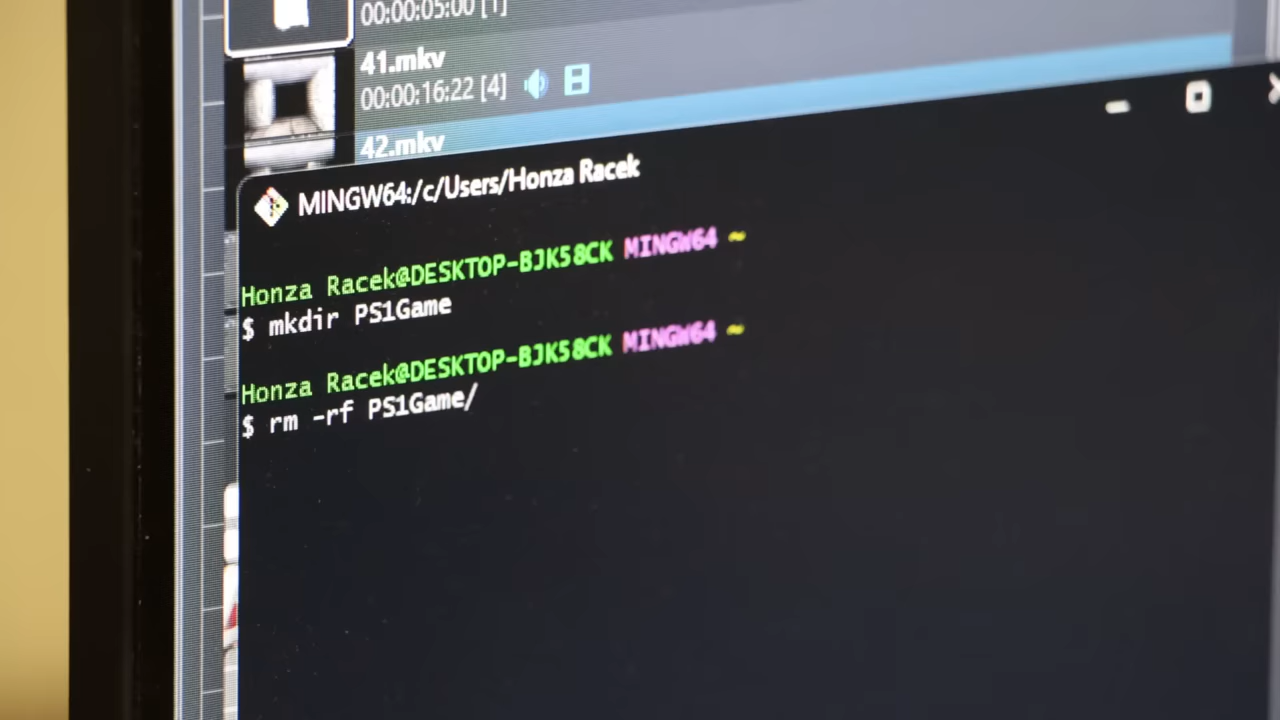 00:00:05:00 [1]
41.mkv
00:00:16:22 [4]
42.mkv
MINGW64:/c/Users/Honza Racek
Honza Racek@DESKTOP-BJK58CK MINGW64 ~
$ mkdir PS1Game
Honza Racek@DESKTOP-BJK58CK MINGW64 ~
$ rm -rf PS1Game/